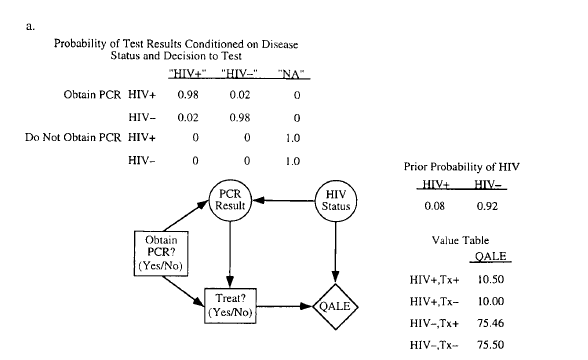 a.
Probability of Test Results Conditioned on Disease
Status and Decision to Test
"HIV+" "HIV–" "NA"
Obtain PCR HIV+ 0.98 0.02 0
HIV– 0.02 0.98 0
Do Not Obtain PCR HIV+ 0 0 1.0
HIV– 0 0 1.0
Prior Probability of HIV
HIV+ HIV–
0.08 0.92
PCR
Result
HIV
Status
Obtain
PCR?
(Yes/No)
Treat?
(Yes/No)
QALE
Value Table
QALE
HIV+,Tx+ 10.50
HIV+,Tx– 10.00
HIV–,Tx+ 75.46
HIV–,Tx– 75.50